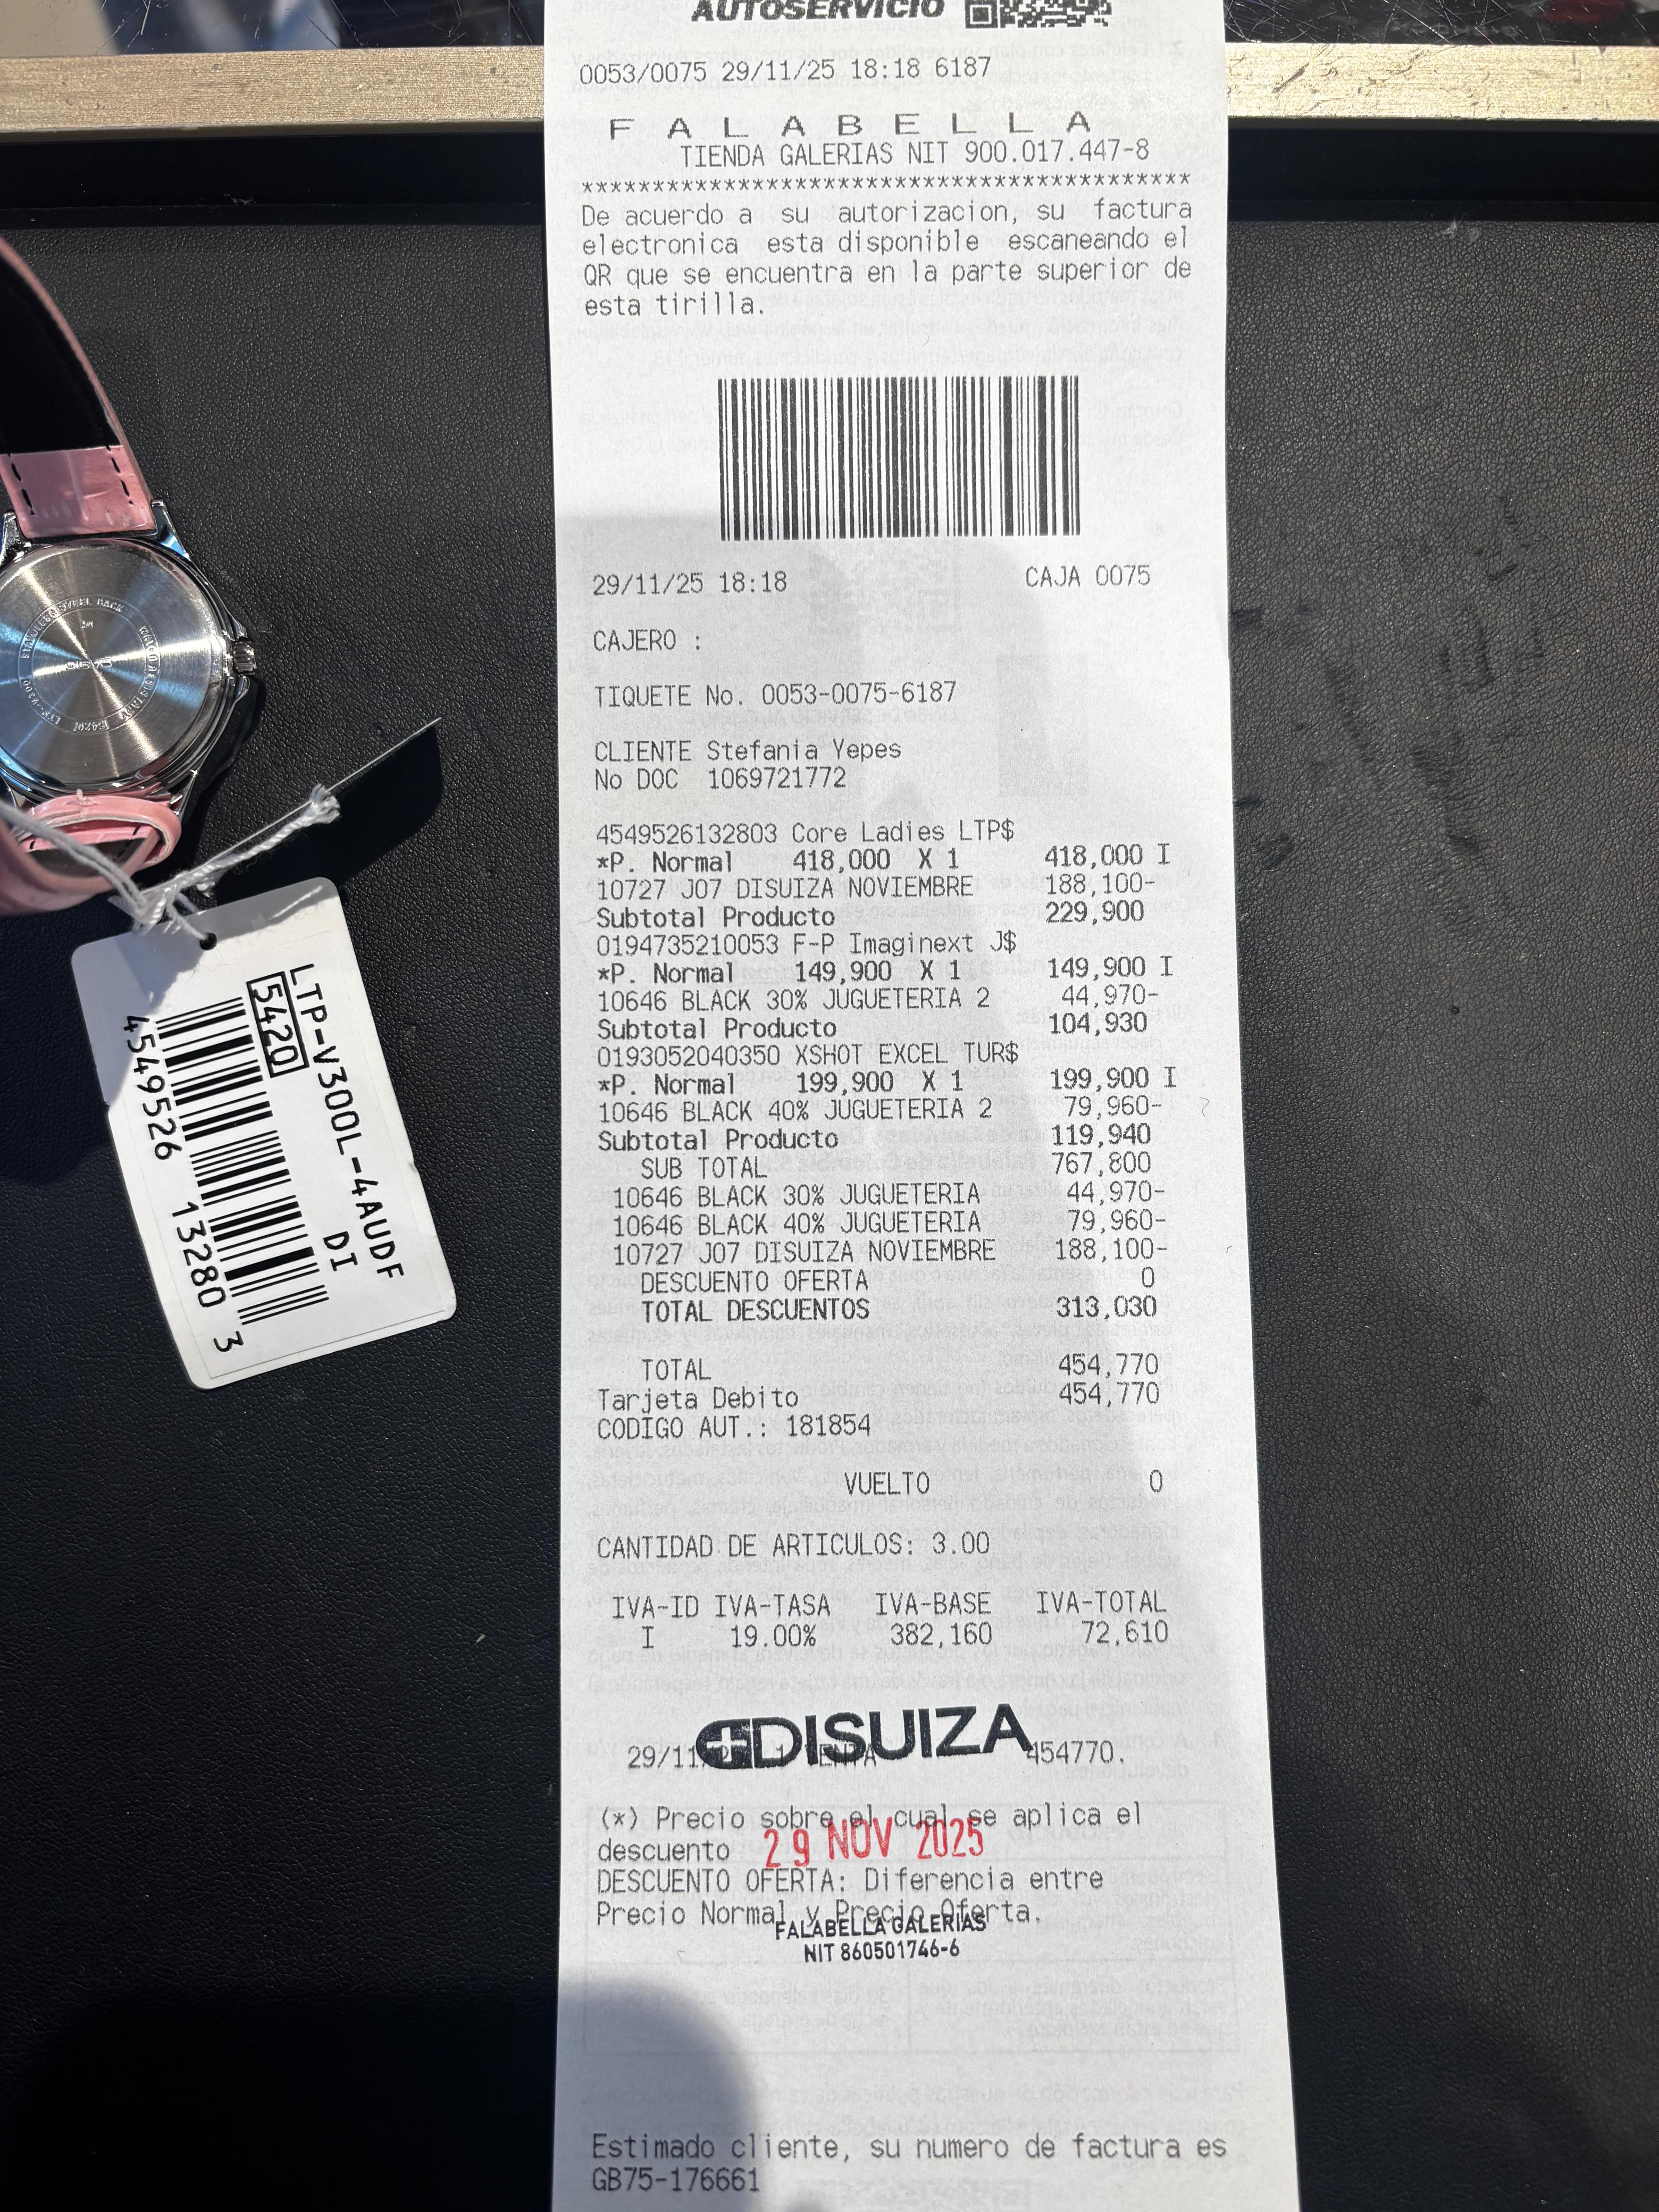 AUTOSERVICIO
0053/0075 29/11/25 18:18 6187
FALABELLA
TIENDA GALERIAS NIT 900.017.447-8
*******************************************
De acuerdo a su autorizacion, su factura
electronica esta disponible escaneando el
QR que se encuentra en la parte superior de
esta tirilla.
29/11/25 18:18 CAJA 0075
CAJERO :
TIQUETE No. 0053-0075-6187
CLIENTE Stefania Yepes
No DOC 1069721772
4549526132803 Core Ladies LTP$
*P. Normal 418,000 X 1 418,000 I
10727 J07 DISUIZA NOVIEMBRE 188,100-
Subtotal Producto 229,900
0194735210053 F-P Imaginext J$
*P. Normal 149,900 X 1 149,900 I
10646 BLACK 30% JUGUETERIA 2 44,970-
Subtotal Producto 104,930
0193052040350 XSHOT EXCEL TUR$
*P. Normal 199,900 X 1 199,900 I
10646 BLACK 40% JUGUETERIA 2 79,960-
Subtotal Producto 119,940
SUB TOTAL 767,800
10646 BLACK 30% JUGUETERIA 44,970-
10646 BLACK 40% JUGUETERIA 79,960-
10727 J07 DISUIZA NOVIEMBRE 188,100-
DESCUENTO OFERTA 0
TOTAL DESCUENTOS 313,030
TOTAL 454,770
Tarjeta Debito 454,770
CODIGO AUT.: 181854
VUELTO 0
CANTIDAD DE ARTICULOS: 3.00
IVA-ID IVA-TASA IVA-BASE IVA-TOTAL
I 19.00% 382,160 72,610
DISUIZA
29/11 VENTA 454770.
(*) Precio sobre el cual se aplica el
descuento
29 NOV 2025
DESCUENTO OFERTA: Diferencia entre
Precio Normal y Precio Oferta.
FALABELLA GALERIAS
NIT 860501746-6
Estimado cliente, su numero de factura es
GB75-176661
LTP-V300L-4AUDF
5420 DI
4549526 13280 3
STAINLESS STEEL BACK
CASIO
LTP-V300
5420